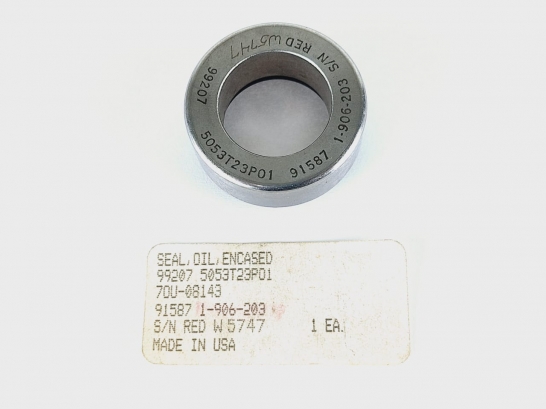 99207 5053T23P01 91587 1-906-203 S/N RED W5747
SEAL,OIL,ENCASED
99207 5053T23P01
70U-08143
91587 1-906-203
S/N RED W 5747 1 EA.
MADE IN USA